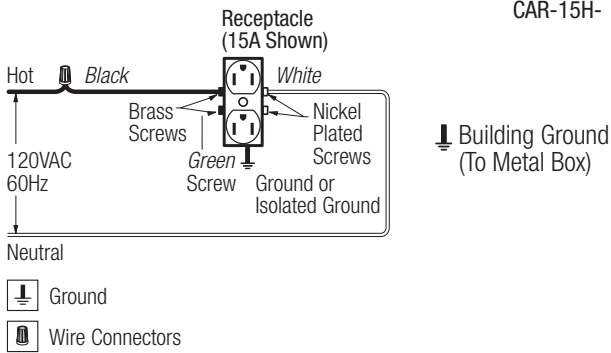 CAR-15H-
Receptacle
(15A Shown)
Hot
Black
White
Brass
Screws
Nickel
Plated
Screws
Green
Screw
Ground or
Isolated Ground
120VAC
60Hz
Neutral
Building Ground
(To Metal Box)
Ground
Wire Connectors